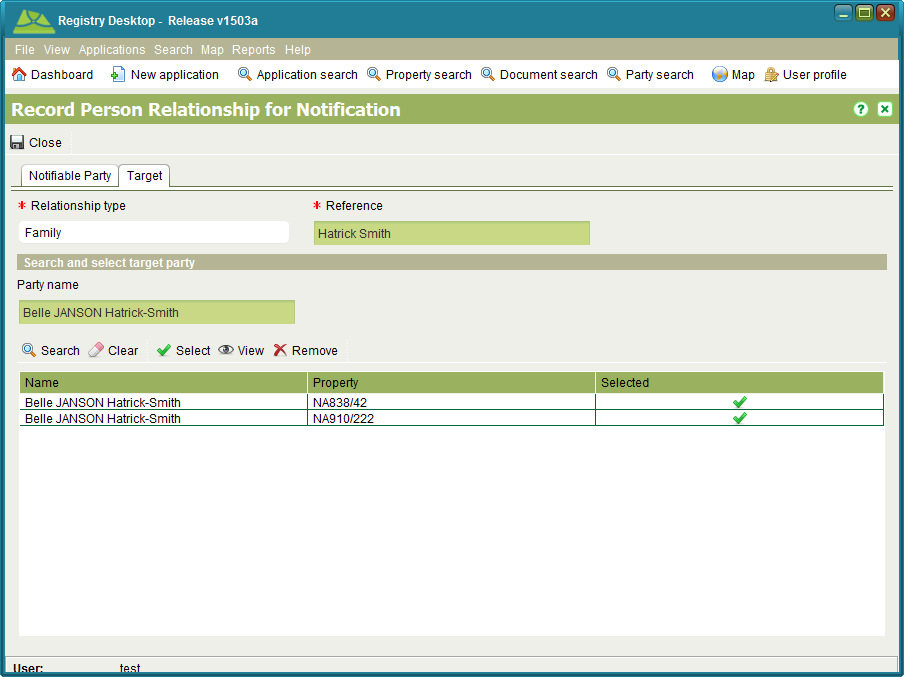 Registry Desktop - Release v1503a
File View Applications Search Map Reports Help
Dashboard New application Application search Property search Document search Party search Map User profile
Record Person Relationship for Notification
Close
Notifiable Party Target
* Relationship type * Reference
Family Hatrick Smith
Search and select target party
Party name
Belle JANSON Hatrick-Smith
Search Clear Select View Remove
Name Property Selected
Belle JANSON Hatrick-Smith NA838/42
Belle JANSON Hatrick-Smith NA910/222
User: test